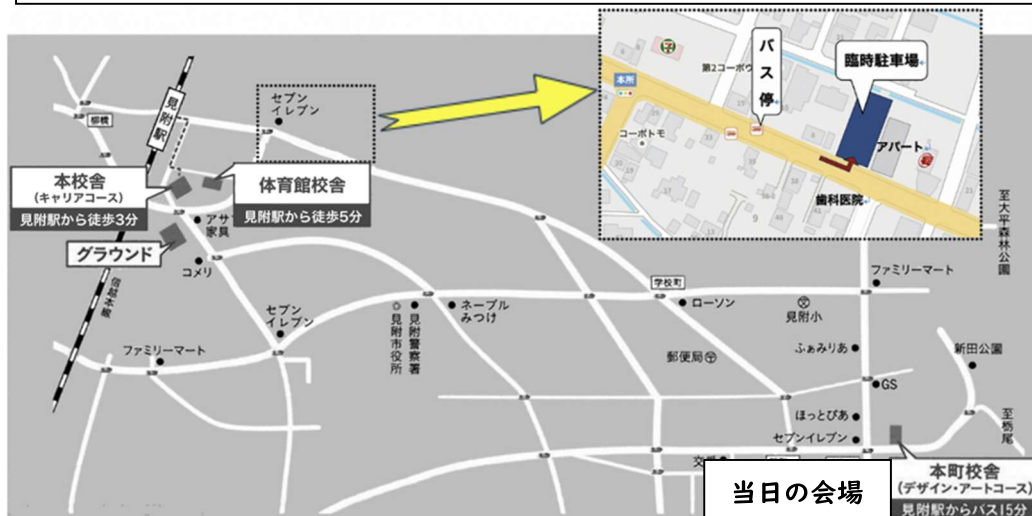 バス停
臨時駐車場
第2コーポ
本所
コーポトモ
アパート
歯科医院
9
セブン
イレブン
見附駅
柳橋
本校舎
(キャリアコース)
見附駅から徒歩3分
体育館校舎
見附駅から徒歩5分
アサヒ
家具
グラウンド
コメリ
信越本線
至大平森林公園
セブン
イレブン
ファミリーマート
見附市役所
見附警察署
ネーブル
みつけ
学校町
ローソン
ファミリーマート
見附小
郵便局
ふぁみりあ
新田公園
GS
ほっとぴあ
セブンイレブン
至栃尾
交番
当日の会場
本町校舎
(デザイン・アートコース)
見附駅からバス15分